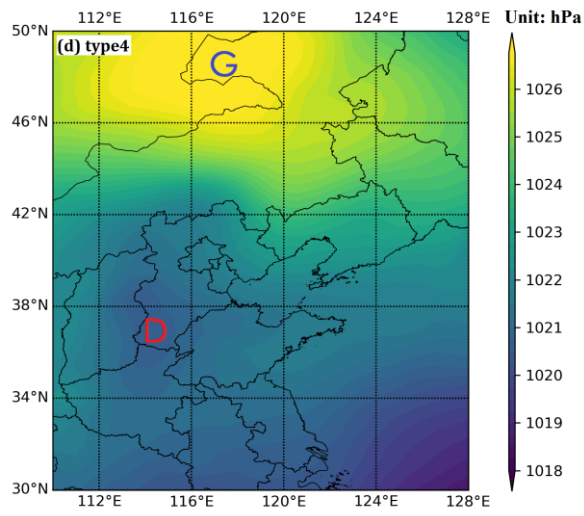 112°E 116°E 120°E 124°E 128°E Unit: hPa
50°N (d) type4
G
1026
46°N
1025
1024
42°N
1023
1022
38°N
D
1021
1020
34°N
1019
1018
30°N
112°E 116°E 120°E 124°E 128°E